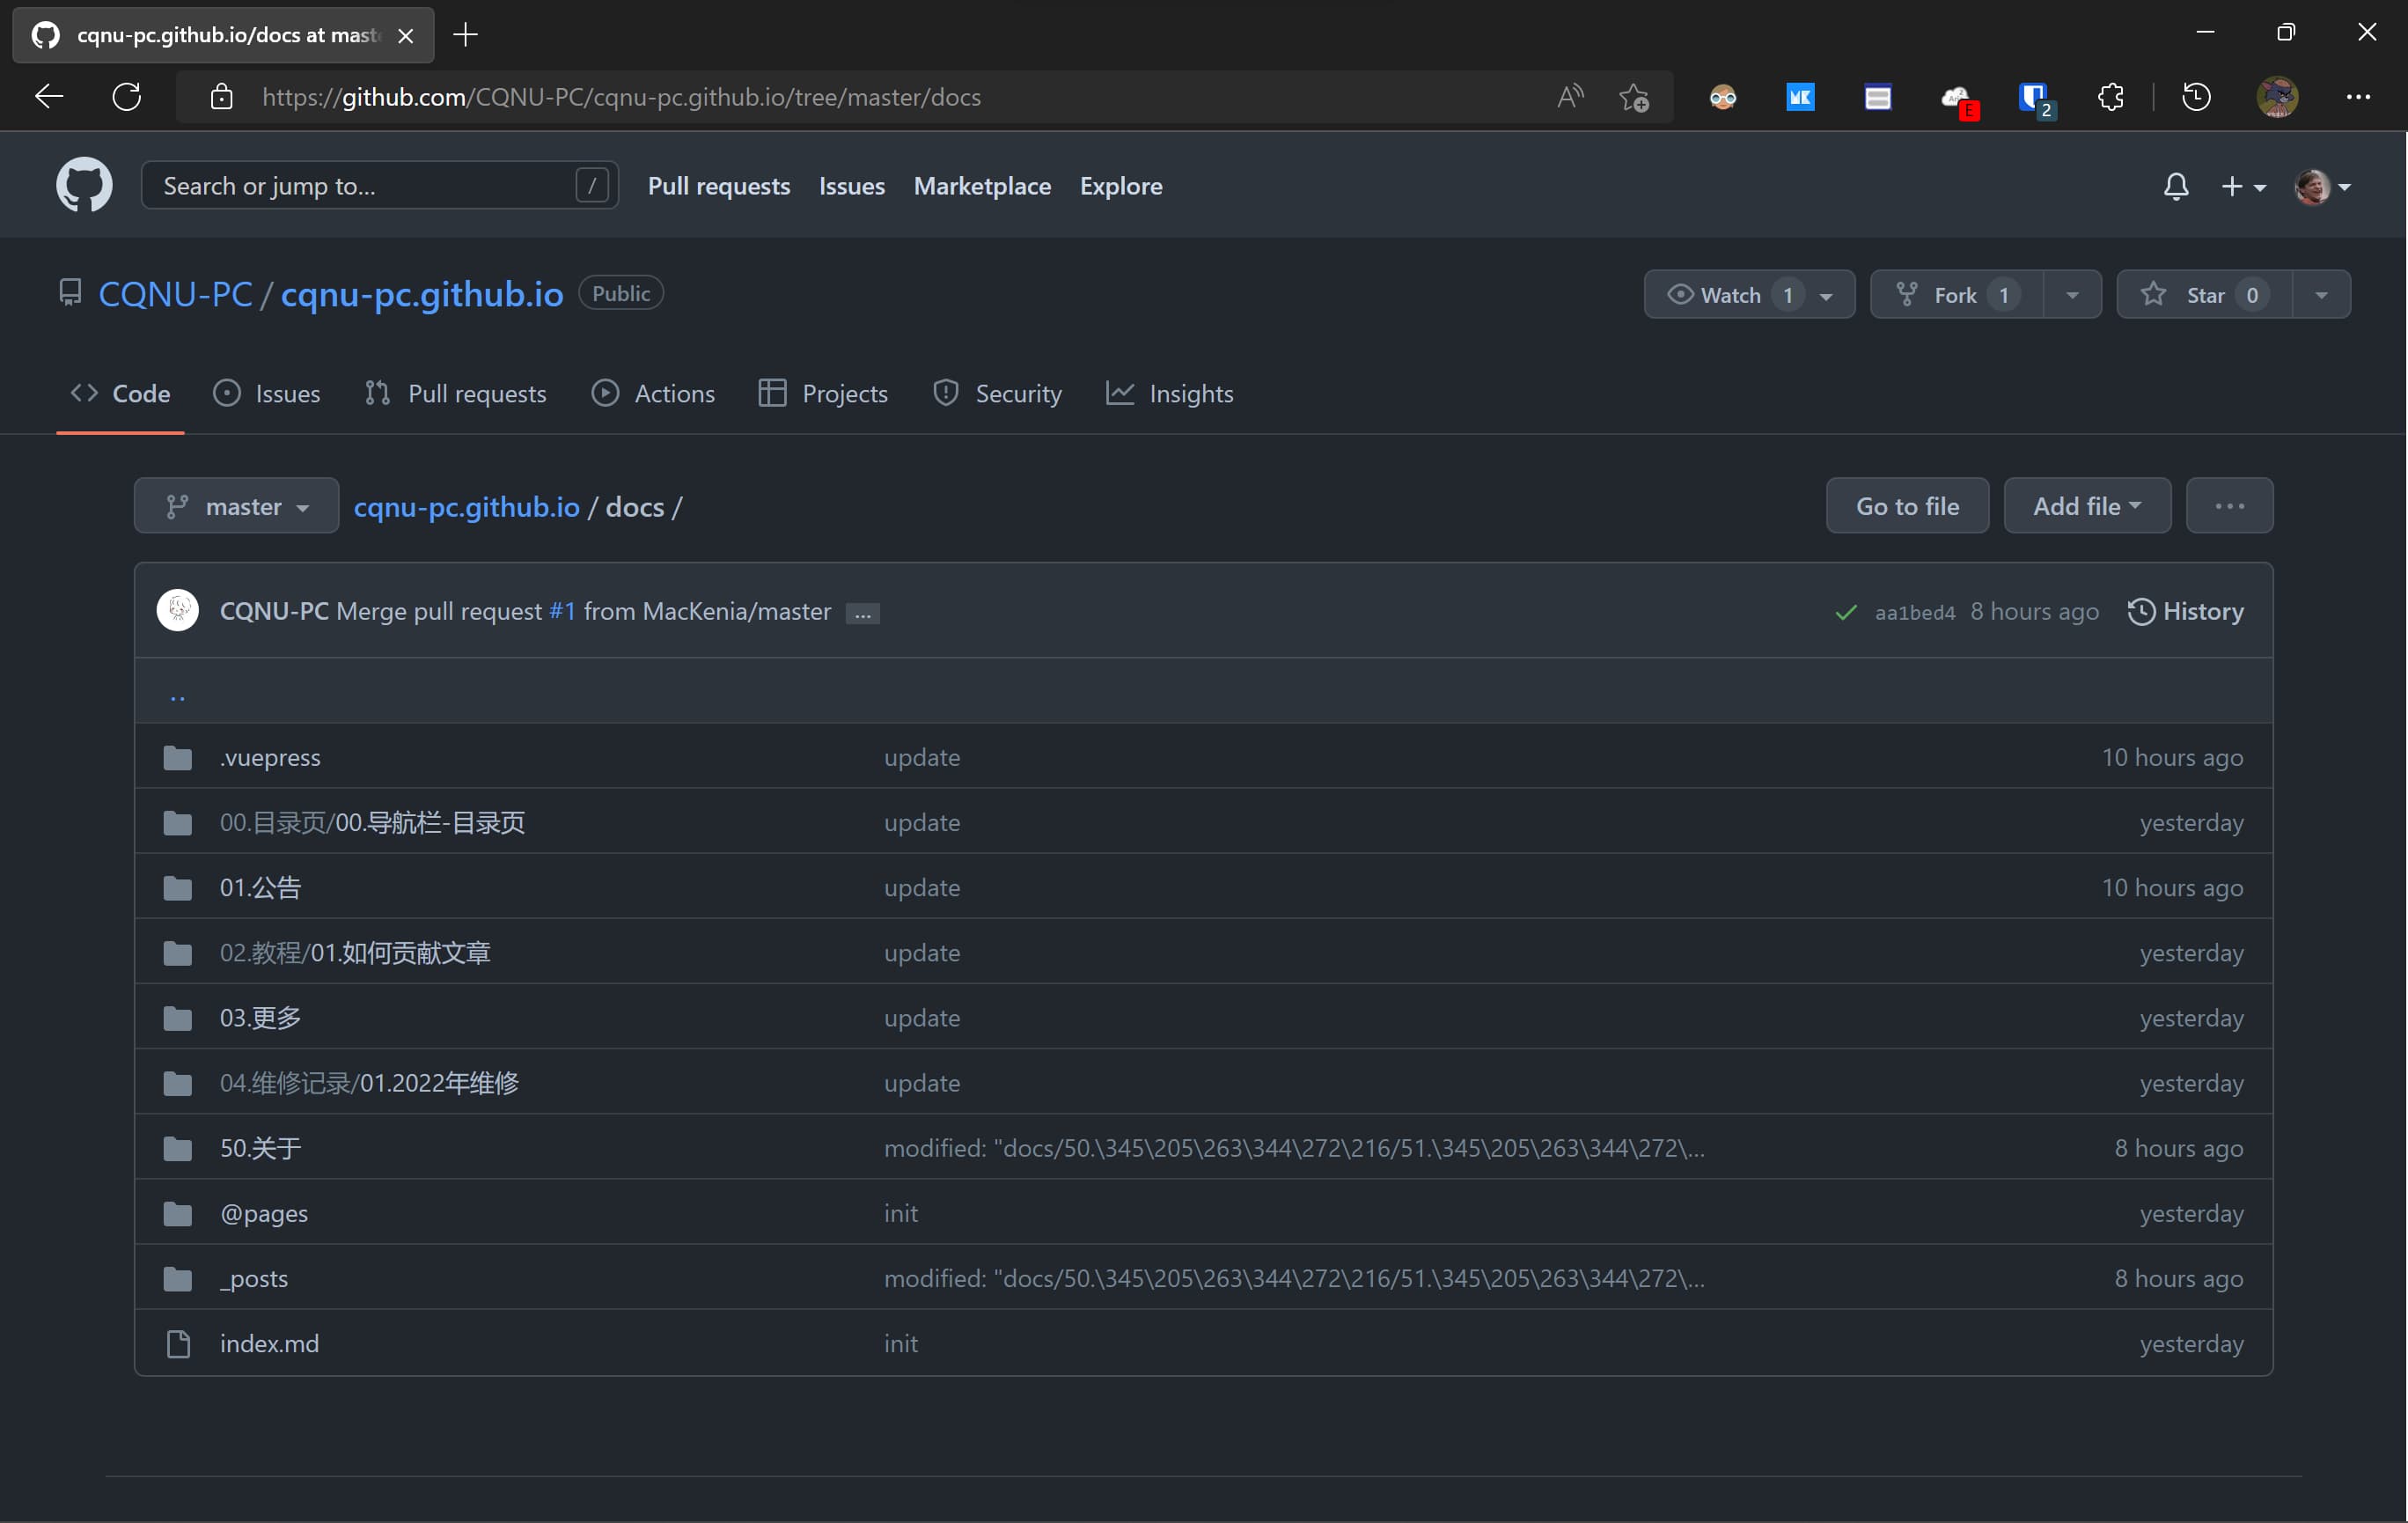 cqnu-pc.github.io/docs at mast
https://github.com/CQNU-PC/cqnu-pc.github.io/tree/master/docs
E
2
Search or jump to... / Pull requests Issues Marketplace Explore
CQNU-PC / cqnu-pc.github.io Public
Watch 1 Fork 1 Star 0
Code Issues Pull requests Actions Projects Security Insights
master cqnu-pc.github.io / docs / Go to file Add file ...
CQNU-PC Merge pull request #1 from MacKenia/master ... aa1bed4 8 hours ago History
..
.vuepress update 10 hours ago
00.目录页/00.导航栏-目录页 update yesterday
01.公告 update 10 hours ago
02.教程/01.如何贡献文章 update yesterday
03.更多 update yesterday
04.维修记录/01.2022年维修 update yesterday
50.关于 modified: "docs/50.\345\205\263\344\272\216/51.\345\205\263\344\272\... 8 hours ago
@pages init yesterday
_posts modified: "docs/50.\345\205\263\344\272\216/51.\345\205\263\344\272\... 8 hours ago
index.md init yesterday